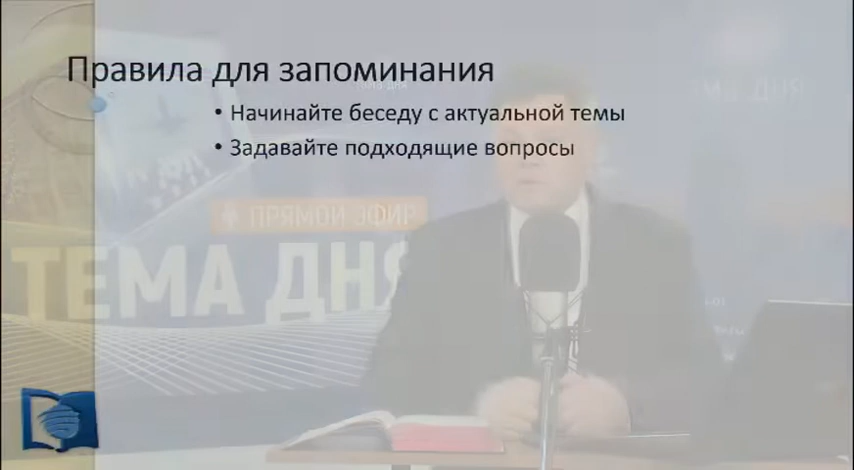 Правила для запоминания
• Начинайте беседу с актуальной темы
• Задавайте подходящие вопросы
ПРЯМОЙ ЭФИР
ТЕМА ДНЯ